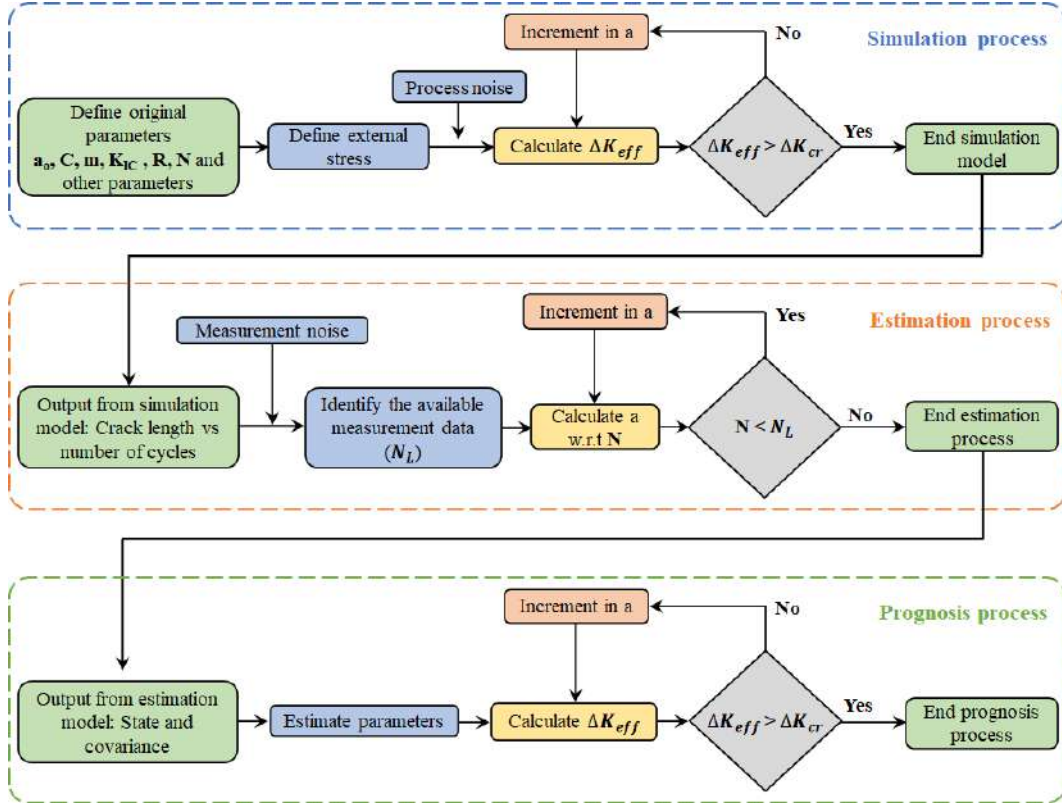 Increment in a
No
Simulation process
Process noise
Define original
parameters
a₀, C, m, K_IC , R, N and
other parameters
Define external
stress
Calculate ΔK_eff
ΔK_eff > ΔK_cr
Yes
End simulation
model
Increment in a
Yes
Estimation process
Measurement noise
Output from simulation
model: Crack length vs
number of cycles
Identify the available
measurement data
(N_L)
Calculate a
w.r.t N
N < N_L
No
End estimation
process
Increment in a
No
Prognosis process
Output from estimation
model: State and
covariance
Estimate parameters
Calculate ΔK_eff
ΔK_eff > ΔK_cr
Yes
End prognosis
process